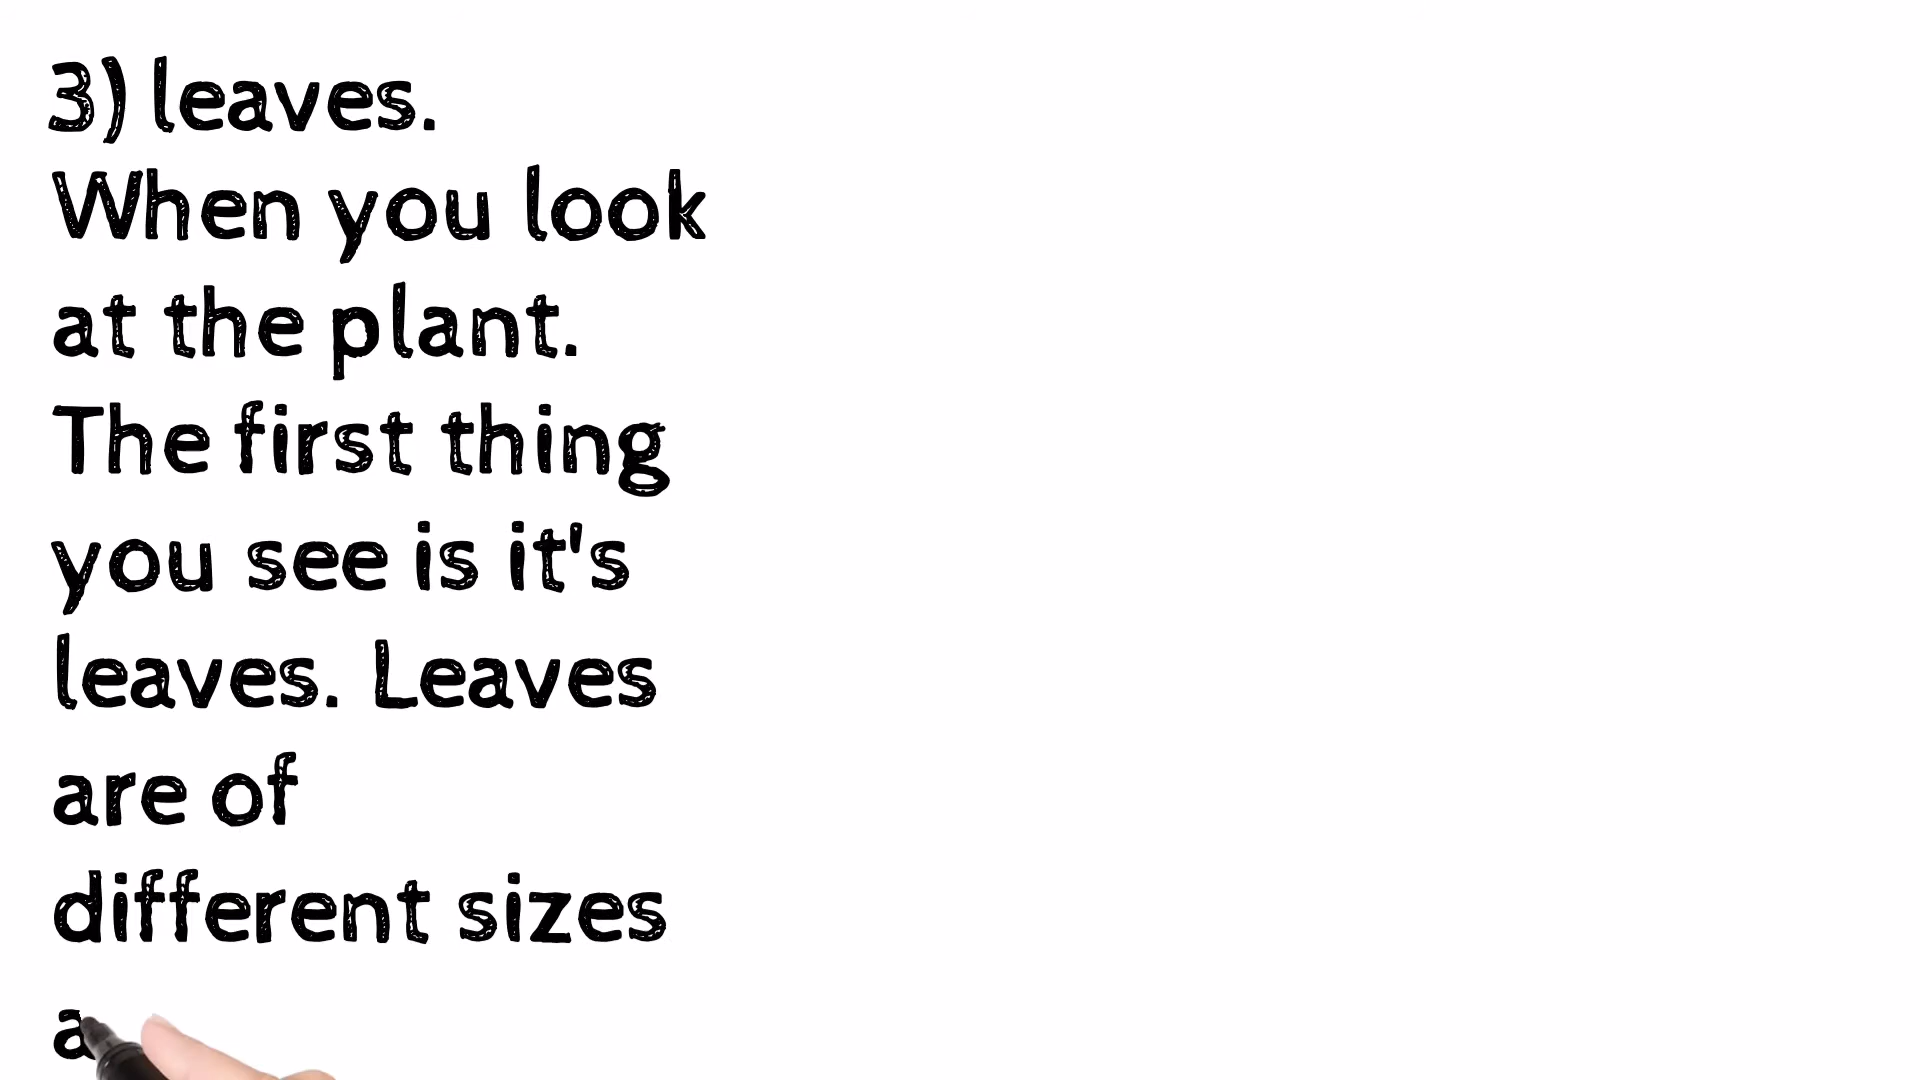 3) leaves.
When you look
at the plant.
The first thing
you see is it's
leaves. Leaves
are of
different sizes
a